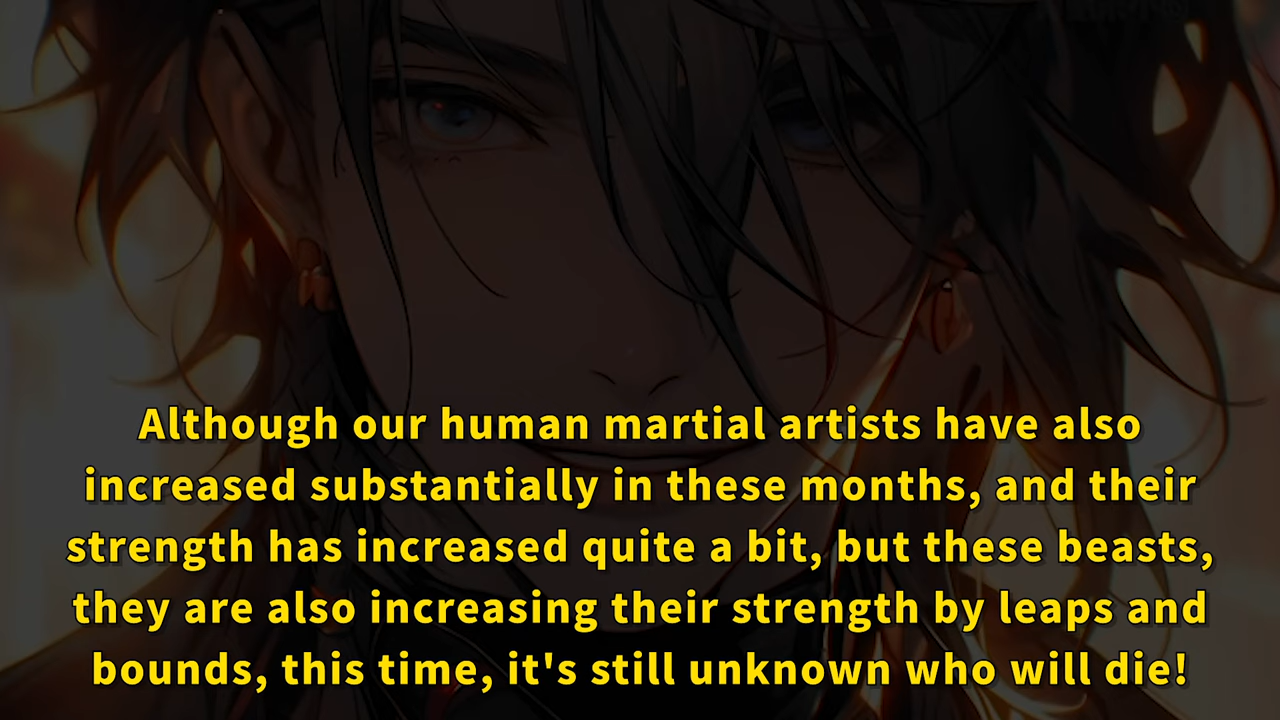 Although our human martial artists have also
increased substantially in these months, and their
strength has increased quite a bit, but these beasts,
they are also increasing their strength by leaps and
bounds, this time, it's still unknown who will die!